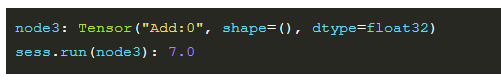 node3: Tensor("Add:0", shape=(), dtype=float32)
sess.run(node3): 7.0